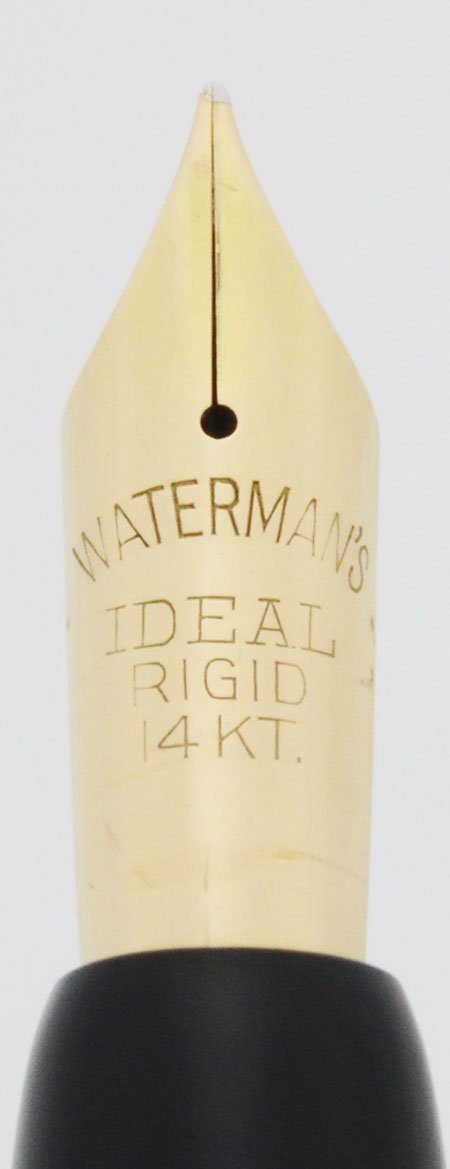 WATERMAN'S
IDEAL
RIGID
14 KT.